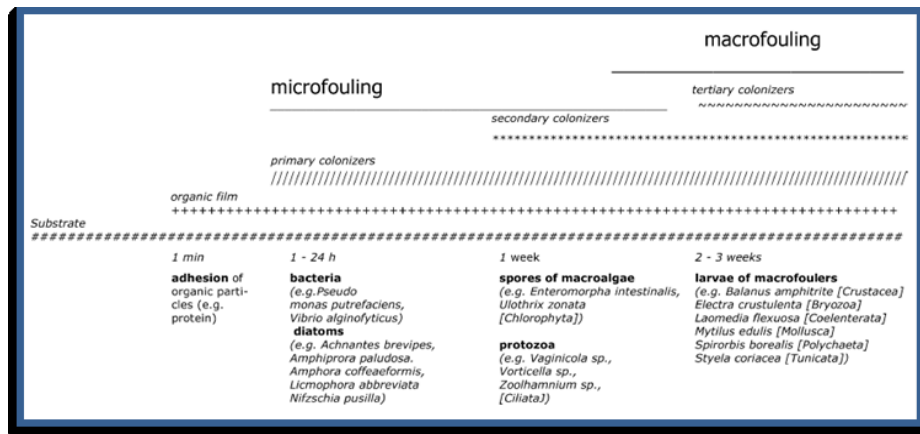 macrofouling
microfouling
tertiary colonizers
~~~~~~~~~~~~~~~~~~~~~~~
secondary colonizers
************************************************************
primary colonizers
////////////////////////////////////////////////////////////////////////////////////////////////////////////
organic film
++++++++++++++++++++++++++++++++++++++++++++++++++++++++++++++++++++++++++++++++++++++++++++
Substrate
################################################################################################
1 min
adhesion of
organic parti-
cles (e.g.
protein)
1 - 24 h
bacteria
(e.g.Pseudo
monas putrefaciens,
Vibrio alginofyticus)
diatoms
(e.g. Achnantes brevipes,
Amphiprora paludosa.
Amphora coffeaeformis,
Licmophora abbreviata
Nifzschia pusilla)
1 week
spores of macroalgae
(e.g. Enteromorpha intestinalis,
Ulothrix zonata
[Chlorophyta])
protozoa
(e.g. Vaginicola sp.,
Vorticella sp.,
Zoolhamnium sp.,
[CiliataJ)
2 - 3 weeks
larvae of macrofoulers
(e.g. Balanus amphitrite [Crustacea]
Electra crustulenta [Bryozoa]
Laomedia flexuosa [Coelenterata]
Mytilus edulis [Mollusca]
Spirorbis borealis [Polychaeta]
Styela coriacea [Tunicata])